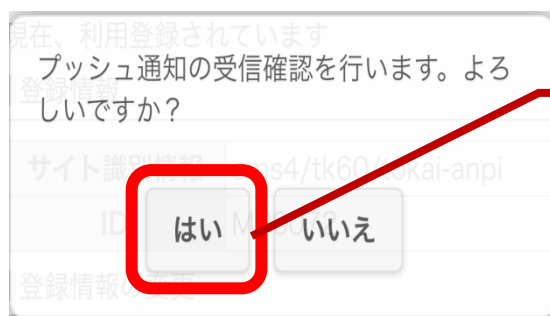 現在、利用登録されています
プッシュ通知の受信確認を行います。よろ
しいですか？
登録情報
サイト識別情報
ID
はい
いいえ
登録情報の変更